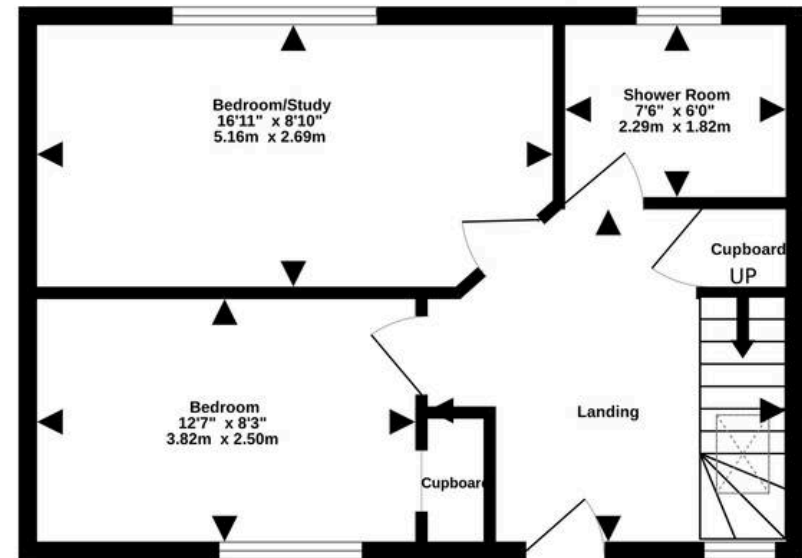 Bedroom/Study
16'11" x 8'10"
5.16m x 2.69m
Shower Room
7'6" x 6'0"
2.29m x 1.82m
Cupboard
UP
Bedroom
12'7" x 8'3"
3.82m x 2.50m
Landing
Cupboard